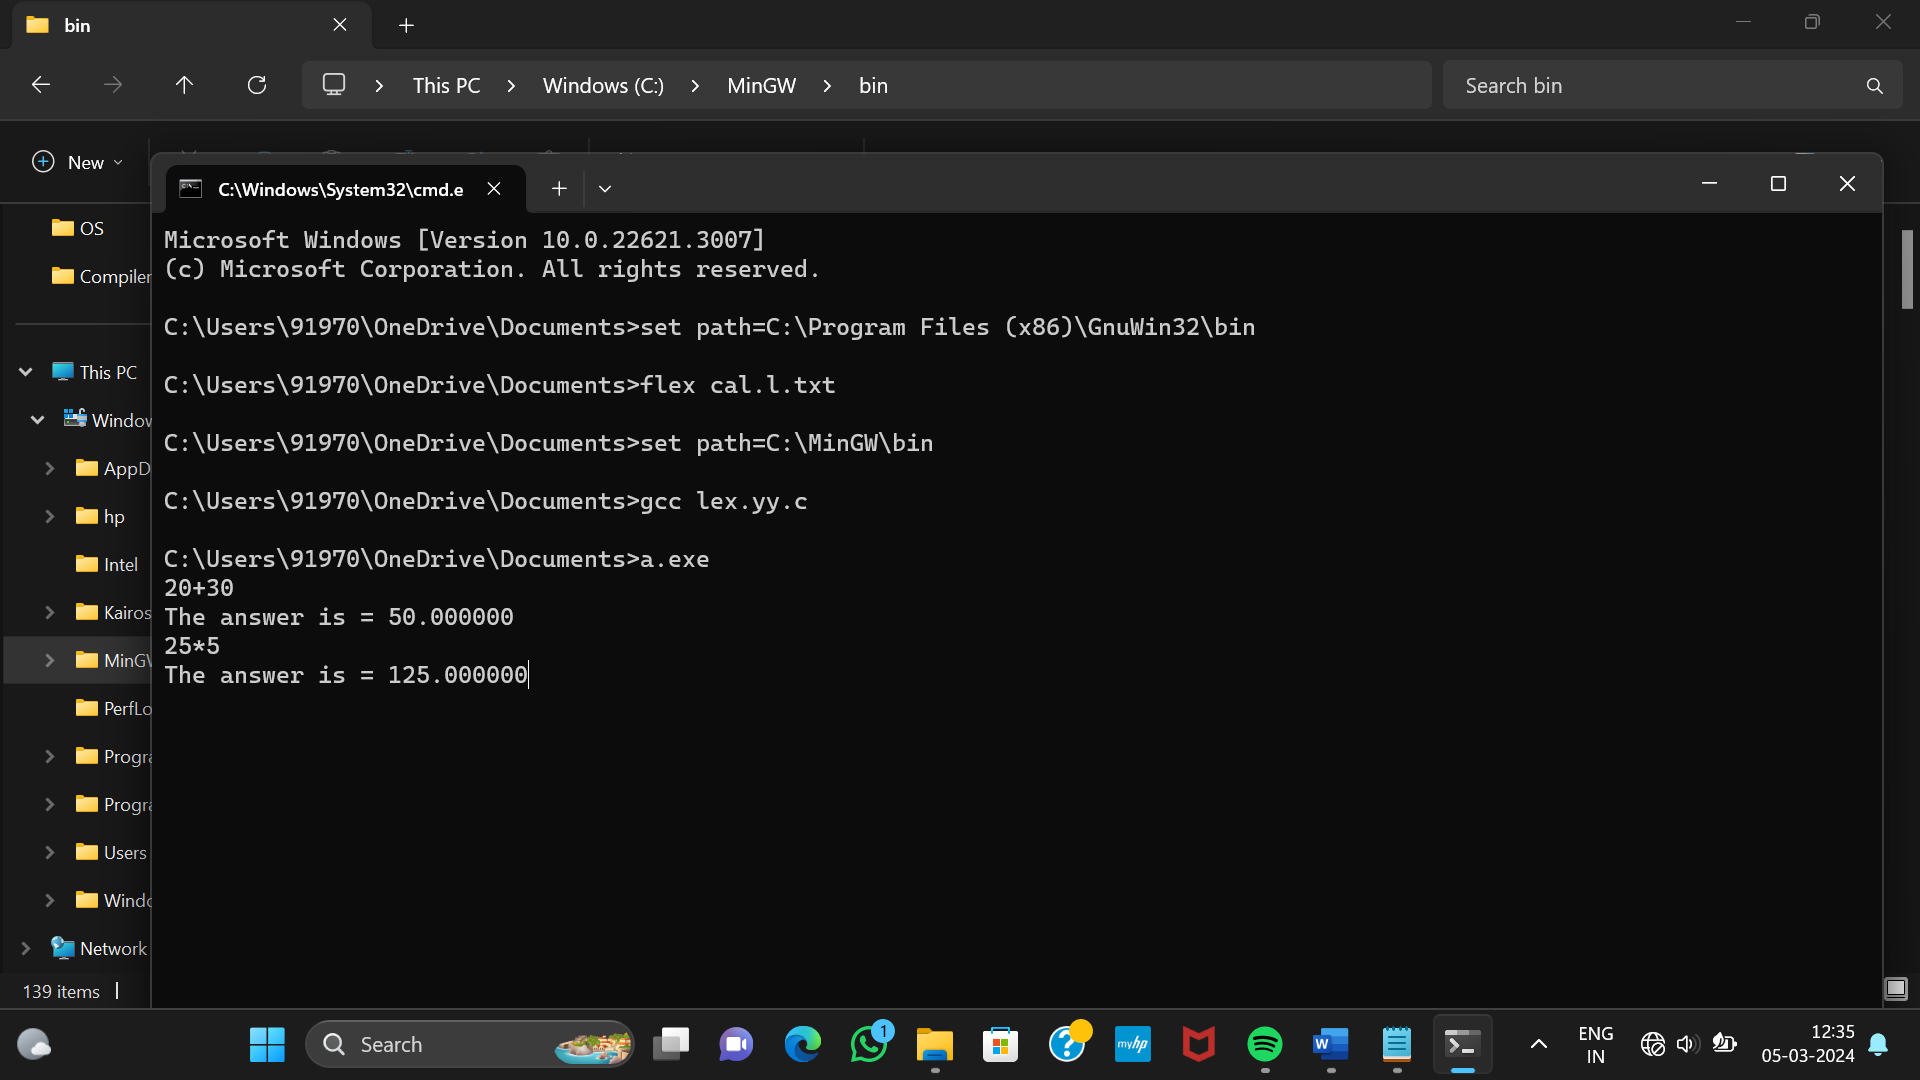 bin
This PC
Windows (C:)
MinGW
bin
Search bin
New
C:\Windows\System32\cmd.e
OS
Compiler
This PC
Window
AppD
hp
Intel
Kairos
MinGW
PerfLo
Progra
Progra
Users
Windo
Network
139 items
Microsoft Windows [Version 10.0.22621.3007]
(c) Microsoft Corporation. All rights reserved.
C:\Users\91970\OneDrive\Documents>set path=C:\Program Files (x86)\GnuWin32\bin
C:\Users\91970\OneDrive\Documents>flex cal.l.txt
C:\Users\91970\OneDrive\Documents>set path=C:\MinGW\bin
C:\Users\91970\OneDrive\Documents>gcc lex.yy.c
C:\Users\91970\OneDrive\Documents>a.exe
20+30
The answer is = 50.000000
25*5
The answer is = 125.000000
Search
1
myhp
W
ENG
IN
12:35
05-03-2024